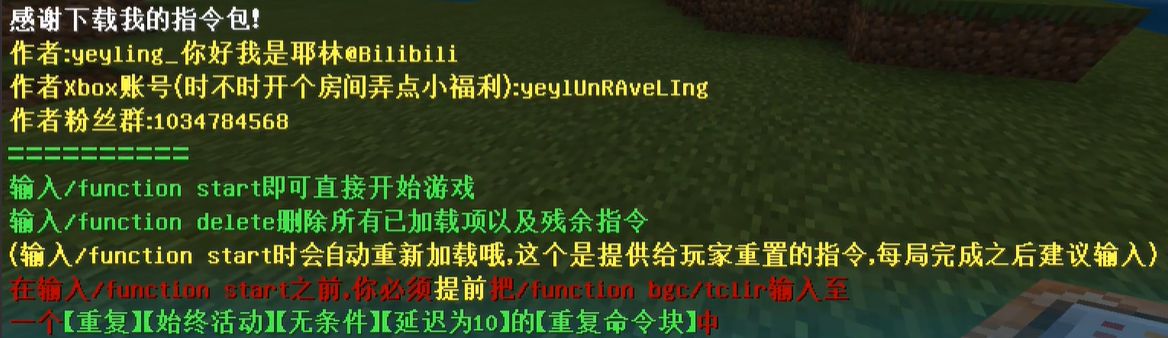 感谢下载我的指令包!
作者:yeyling_你好我是耶林@Bilibili
作者Xbox账号(时不时开个房间弄点小福利):yeylUnRAveLIng
作者粉丝群:1034784568
==========
输入/function start即可直接开始游戏
输入/function delete删除所有已加载项以及残余指令
(输入/function start时会自动重新加载哦,这个是提供给玩家重置的指令,每局完成之后建议输入)
在输入/function start之前,你必须提前把/function bgc/tclir输入至
一个【重复】【始终活动】【无条件】【延迟为10】的【重复命令块】中